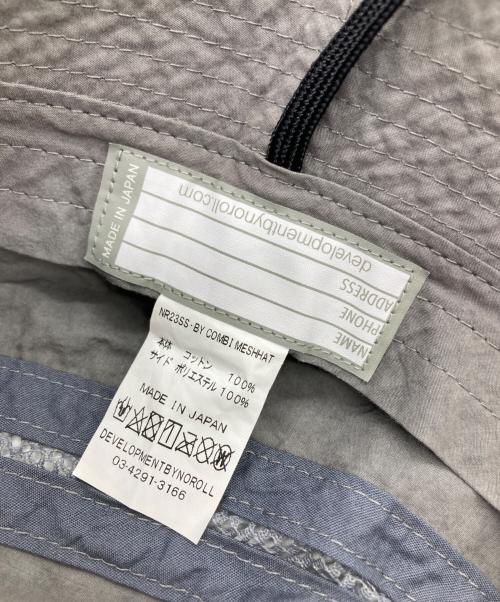 MADE IN JAPAN
NAME
PHONE
ADDRESS
developmentbynoroll.com
NR23SS-BY COMBI MESHHAT
本体 コットン 100%
サイド ポリエステル 100%
MADE IN JAPAN
DEVELOPMENTBYNOROLL
03-4291-3166